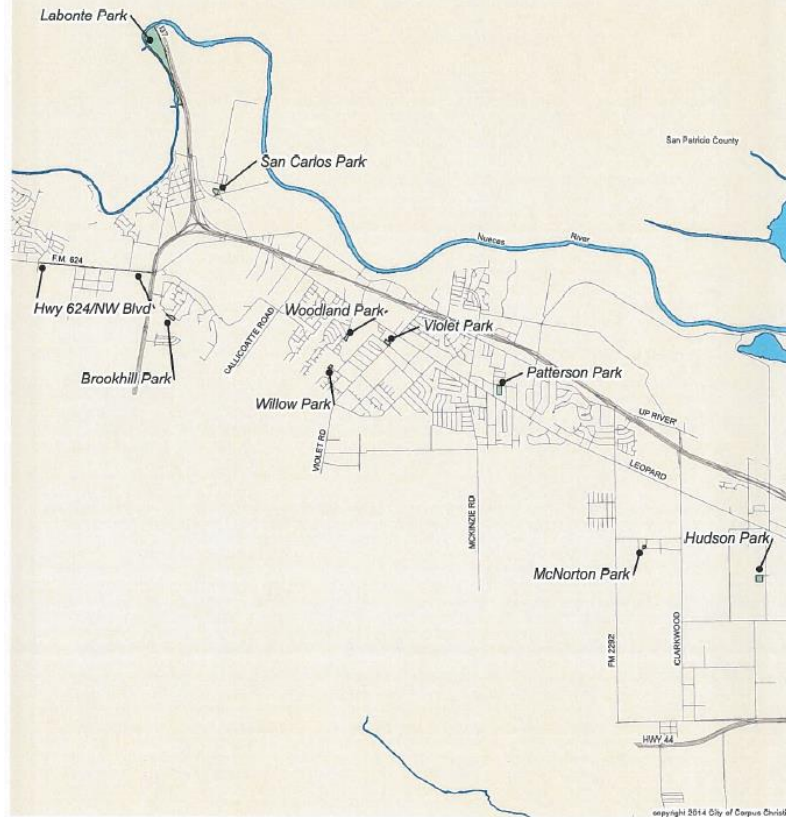 Labonte Park
I37
San Patricio County
San Carlos Park
Nueces River
F.M. 624
Hwy 624/NW Blvd
CALLICOATTE ROAD
Woodland Park
Violet Park
Brookhill Park
Willow Park
Patterson Park
UP RIVER
VIOLET RD
LEOPARD
MCKINZIE RD
Hudson Park
McNorton Park
FM 2292
CLARKWOOD
HWY 44
copyright 2014 City of Corpus Christi